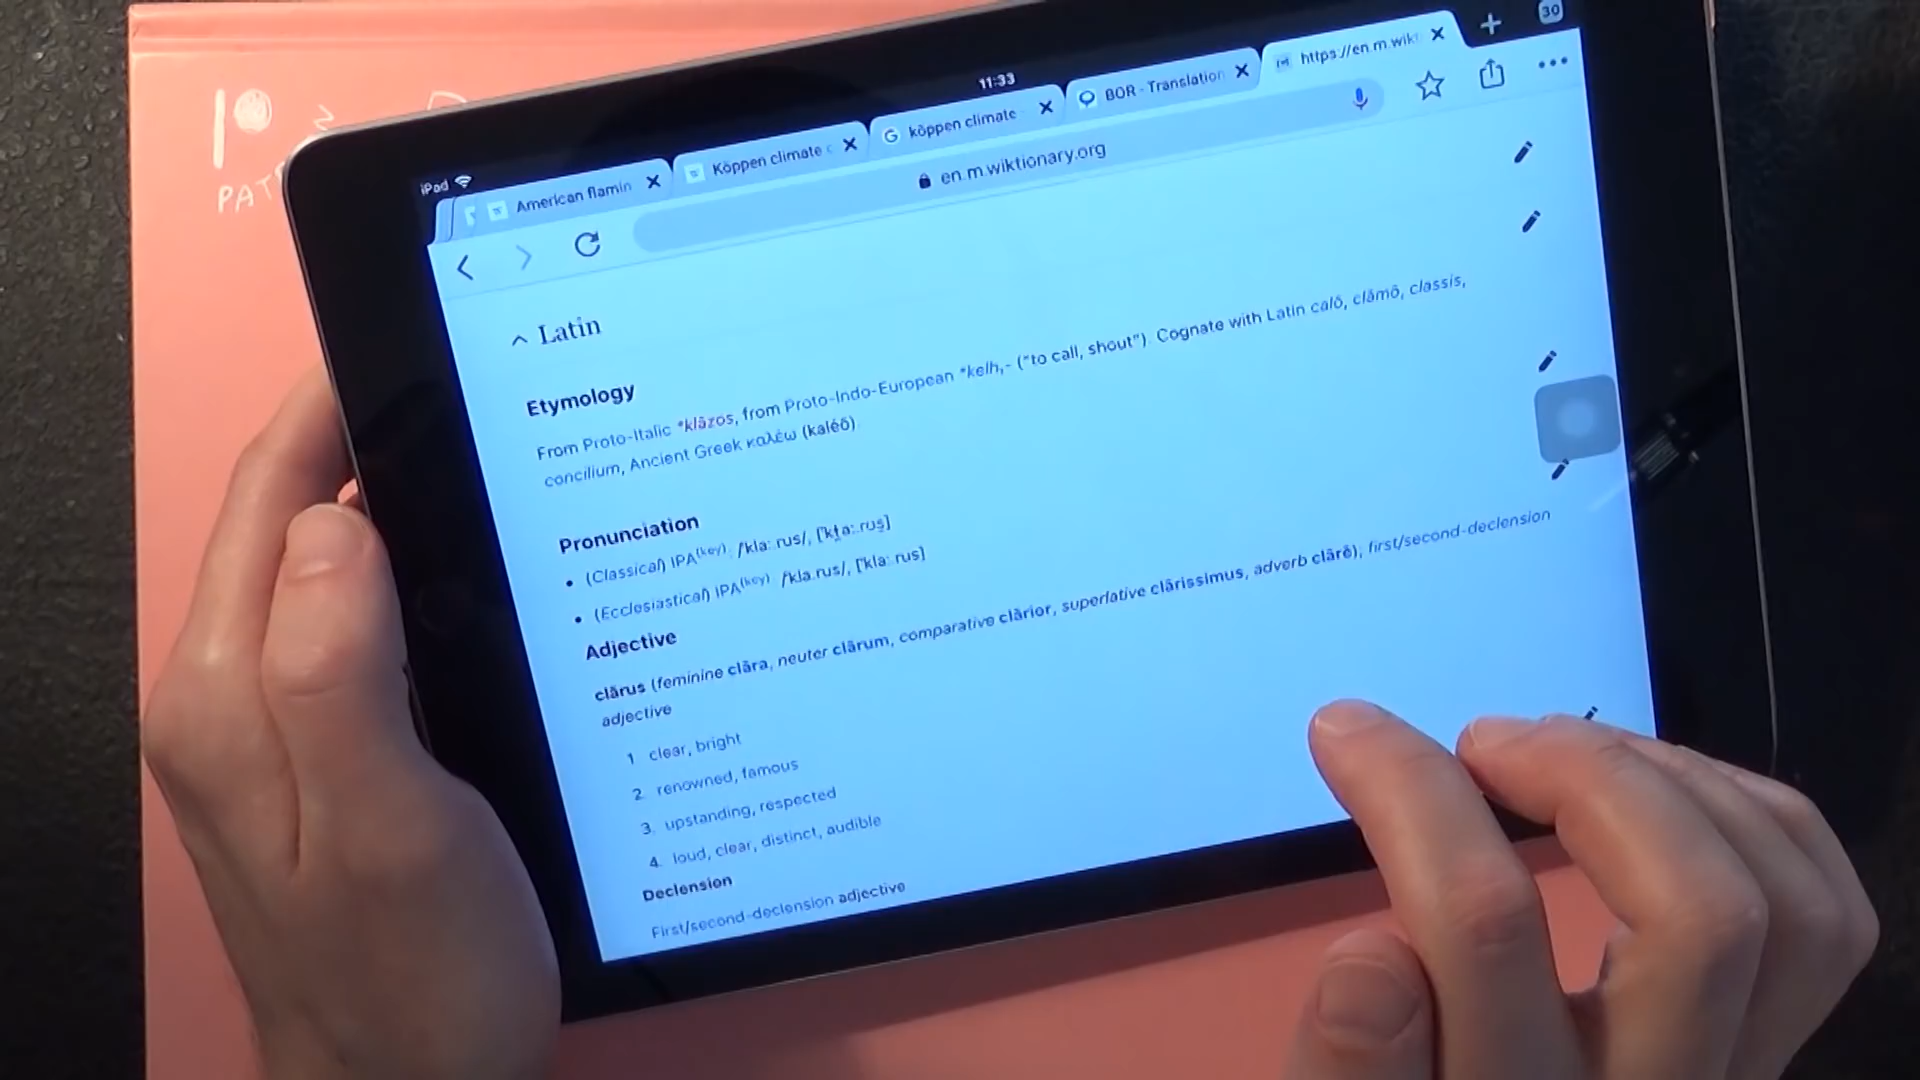 PAT
iPad
11:33
30
American flamin
Köppen climate c
köppen climate
BOR - Translation
https://en.m.wikt
en.m.wiktionary.org
Latin
Etymology
From Proto-Italic *klāzos, from Proto-Indo-European *kelh₁- (“to call, shout”). Cognate with Latin calō, clāmō, classis,
concilium, Ancient Greek καλέω (kaléō)
Pronunciation
• (Classical) IPA(key): /ˈklaː.rus/, [ˈkɫ̪aː.rʊs̠]
• (Ecclesiastical) IPA(key): /ˈkla.rus/, [ˈklaː.rus]
Adjective
clārus (feminine clāra, neuter clārum, comparative clārior, superlative clārissimus, adverb clārē); first/second-declension
adjective
1. clear, bright
2. renowned, famous
3. upstanding, respected
4. loud, clear, distinct, audible
Declension
First/second-declension adjective